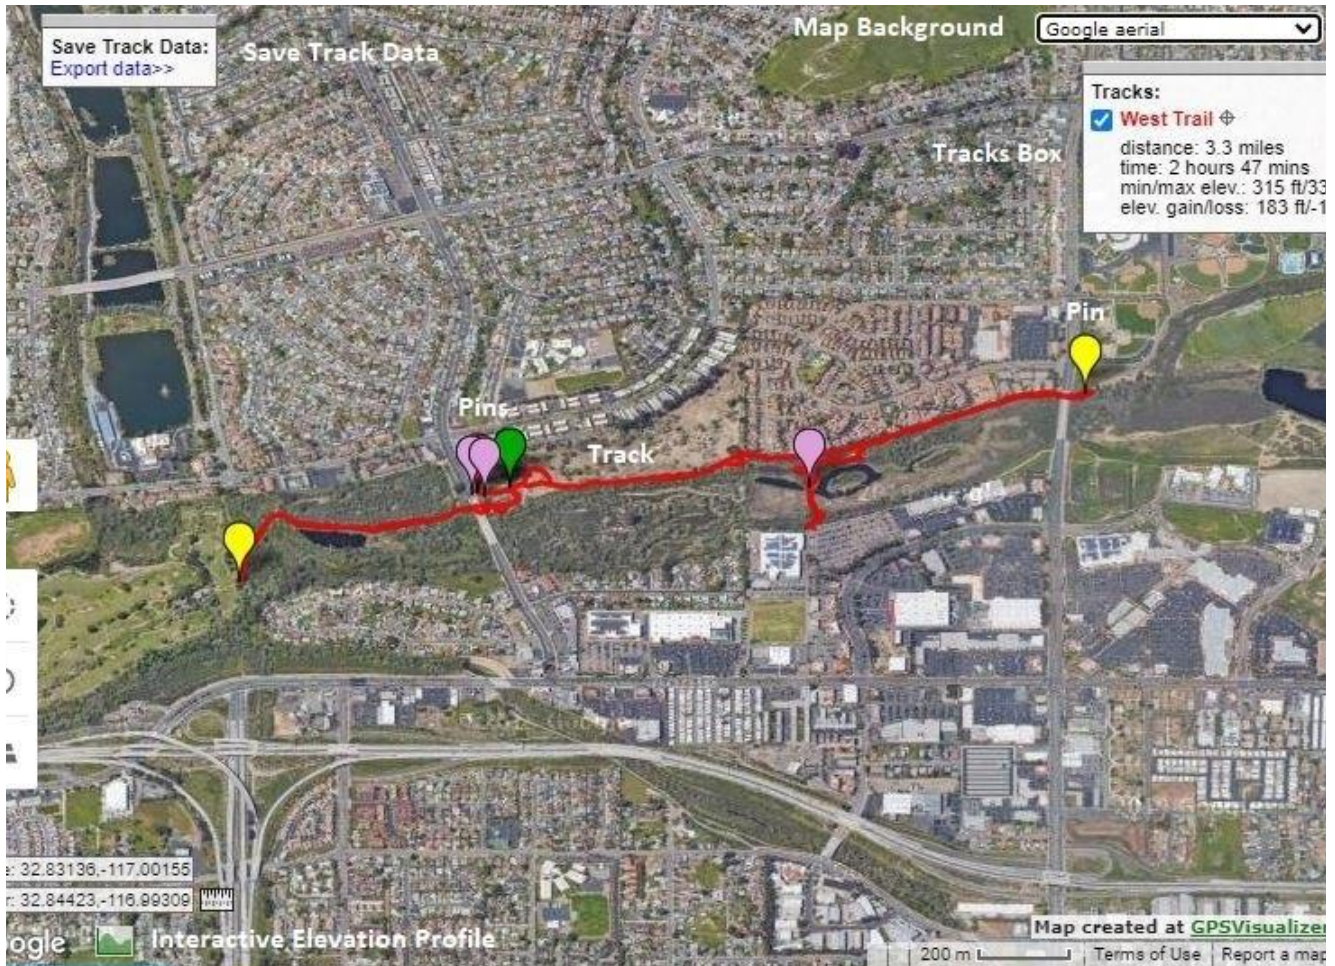 Save Track Data:
Export data>>
Save Track Data
Map Background
Google aerial
Tracks:
West Trail
distance: 3.3 miles
time: 2 hours 47 mins
min/max elev.: 315 ft/33
elev. gain/loss: 183 ft/-1
Tracks Box
Pin
Pins
Track
e: 32.83136,-117.00155
r: 32.84423,-116.99309
oogle
Interactive Elevation Profile
Map created at GPSVisualizer
200 m
Terms of Use
Report a map